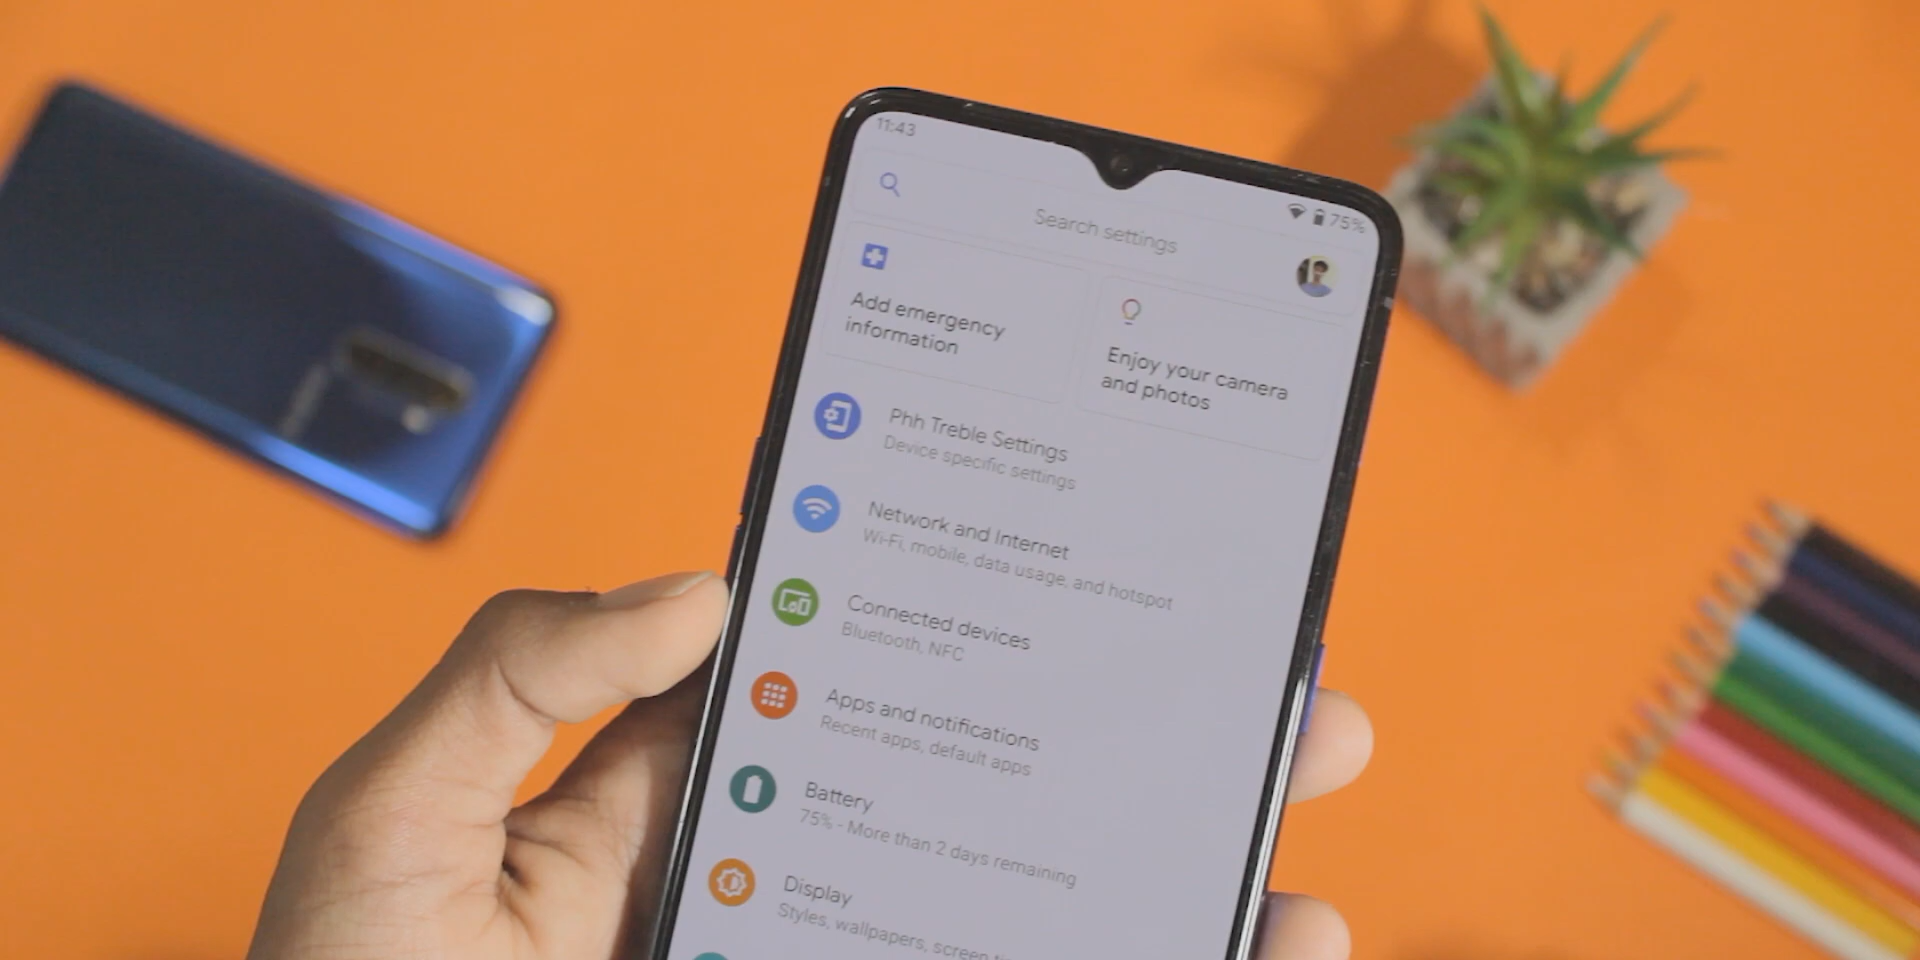 11:43
75%
Search settings
Add emergency
information
Enjoy your camera
and photos
Phh Treble Settings
Device specific settings
Network and Internet
Wi-Fi, mobile, data usage, and hotspot
Connected devices
Bluetooth, NFC
Apps and notifications
Recent apps, default apps
Battery
75% - More than 2 days remaining
Display
Styles, wallpapers, screen